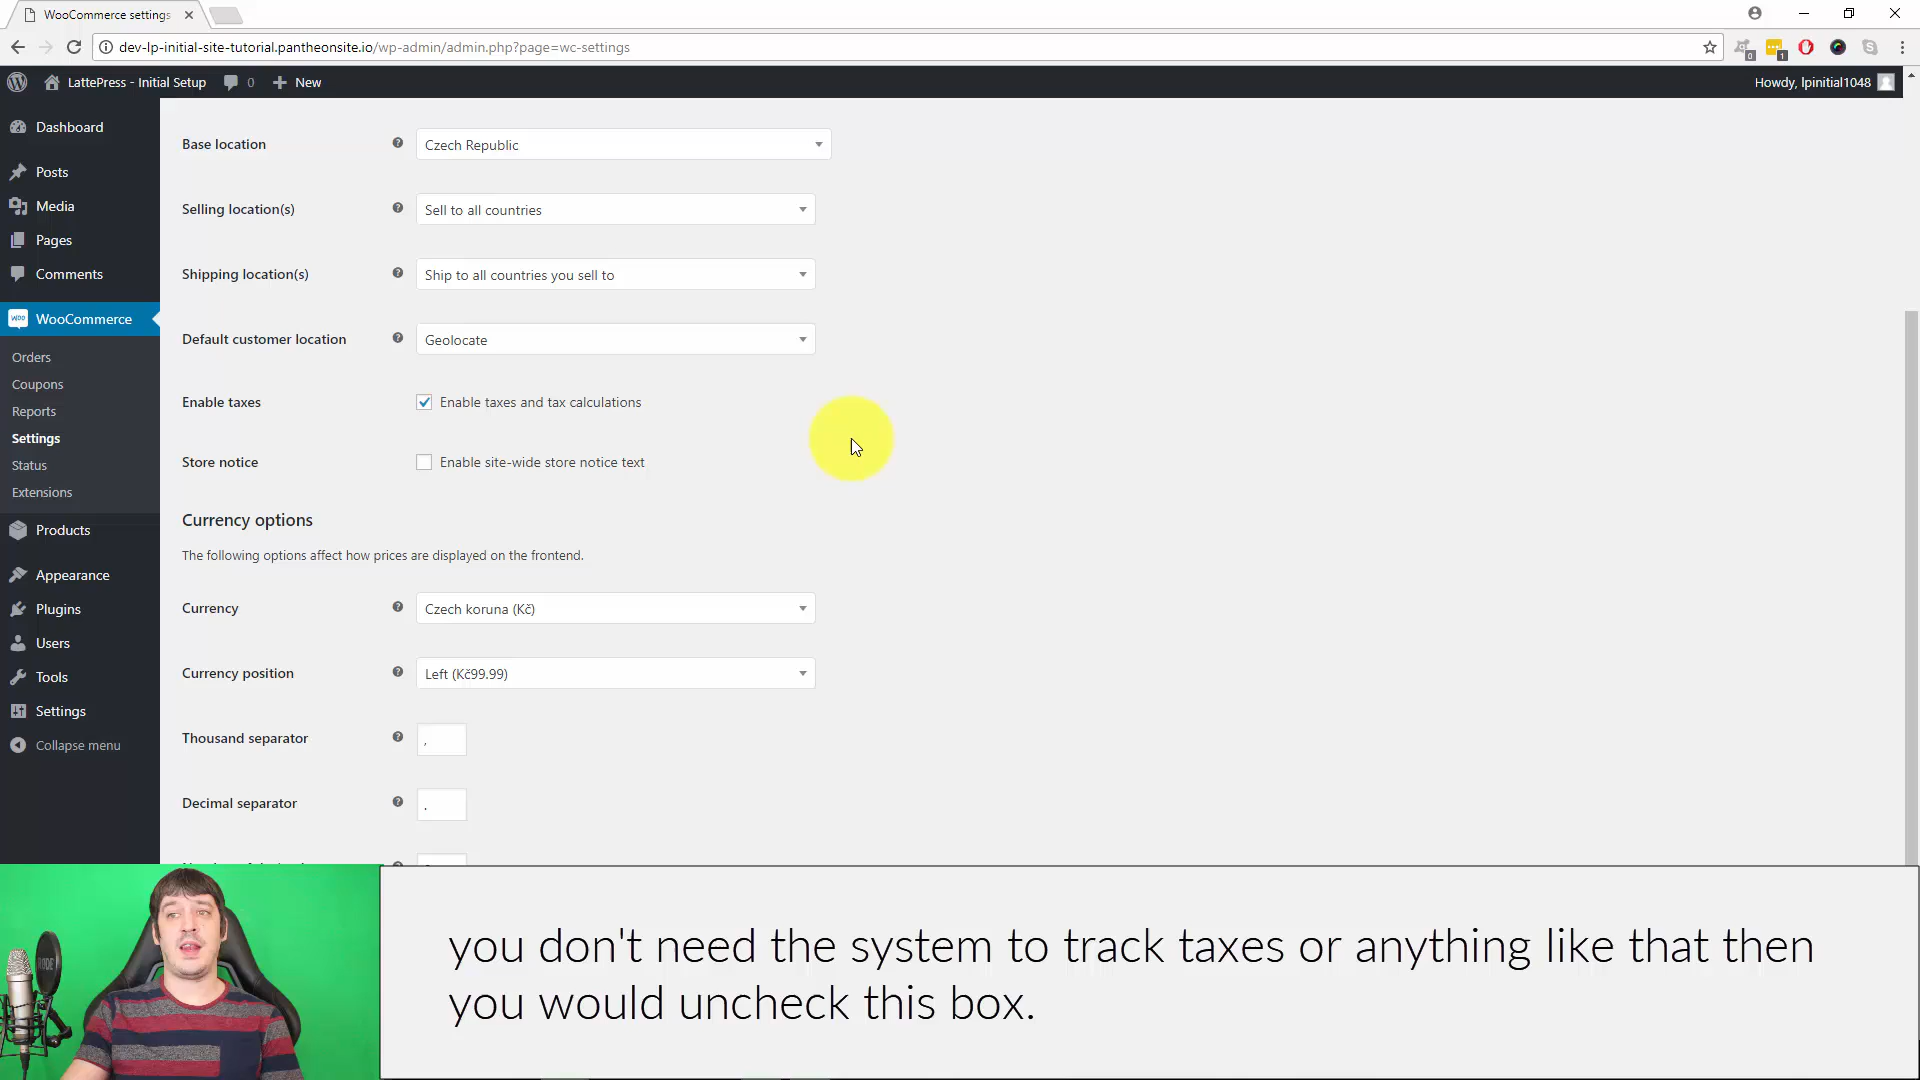 WooCommerce settings
dev-lp-initial-site-tutorial.pantheonsite.io/wp-admin/admin.php?page=wc-settings
0
1
LattePress - Initial Setup
0
New
Howdy, lpinitial1048
Dashboard
Posts
Media
Pages
Comments
WooCommerce
Orders
Coupons
Reports
Settings
Status
Extensions
Products
Appearance
Plugins
Users
Tools
Settings
Collapse menu
Base location
Czech Republic
Selling location(s)
Sell to all countries
Shipping location(s)
Ship to all countries you sell to
Default customer location
Geolocate
Enable taxes
Enable taxes and tax calculations
Store notice
Enable site-wide store notice text
Currency options
The following options affect how prices are displayed on the frontend.
Currency
Czech koruna (Kč)
Currency position
Left (Kč99.99)
Thousand separator
,
Decimal separator
.
RODE
you don't need the system to track taxes or anything like that then
you would uncheck this box.